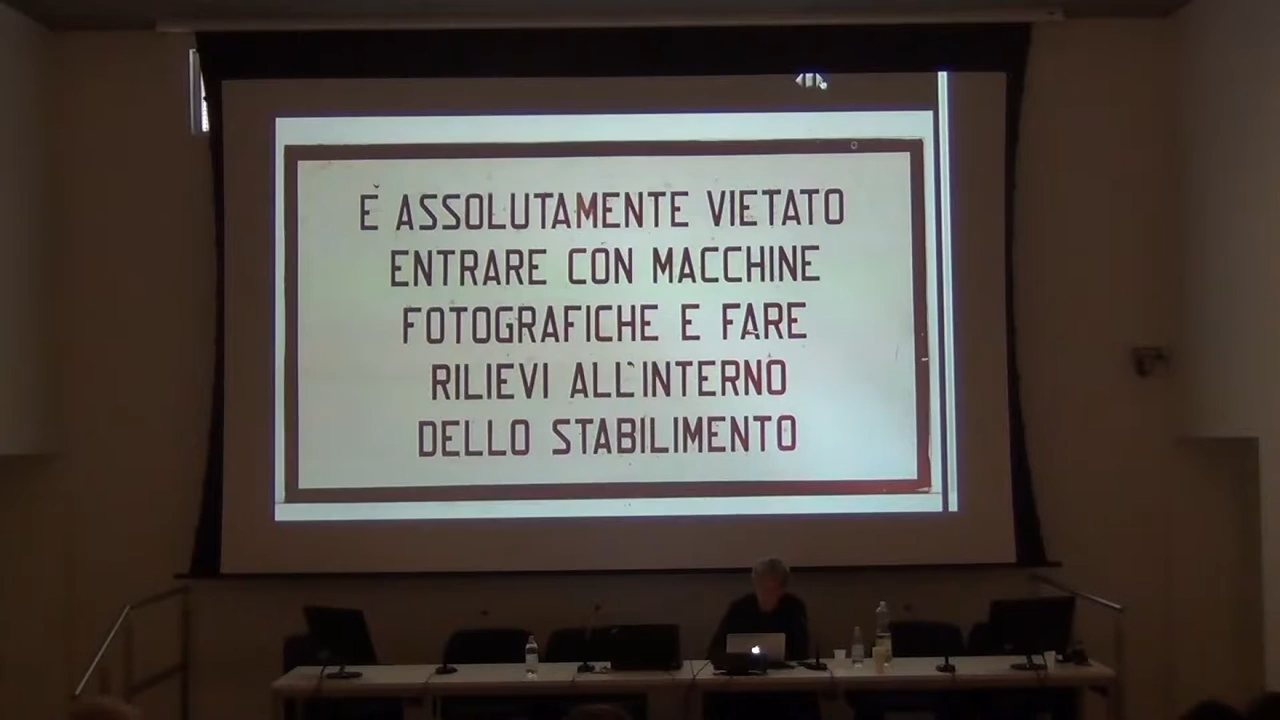 È ASSOLUTAMENTE VIETATO
ENTRARE CON MACCHINE
FOTOGRAFICHE E FARE
RILIEVI ALL'INTERNO
DELLO STABILIMENTO